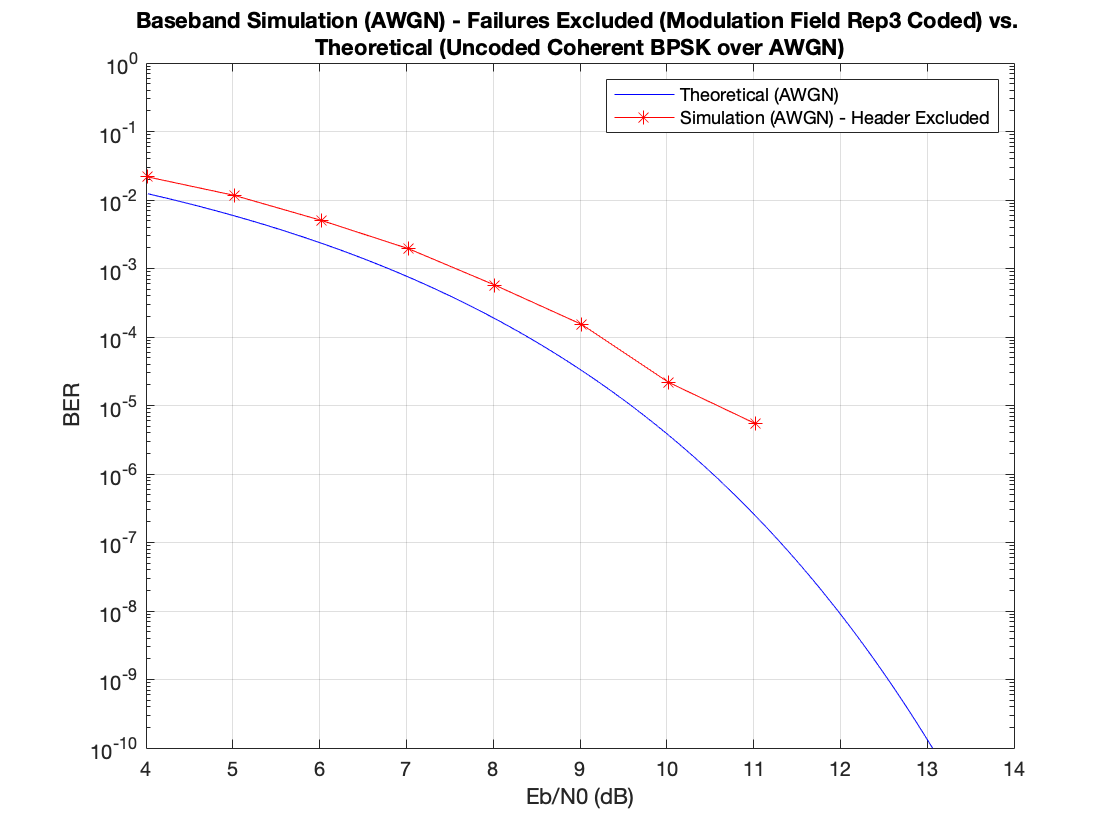 Baseband Simulation (AWGN) - Failures Excluded (Modulation Field Rep3 Coded) vs.
Theoretical (Uncoded Coherent BPSK over AWGN)
Theoretical (AWGN)
Simulation (AWGN) - Header Excluded
BER
10^0
10^-1
10^-2
10^-3
10^-4
10^-5
10^-6
10^-7
10^-8
10^-9
10^-10
4 5 6 7 8 9 10 11 12 13 14
Eb/N0 (dB)